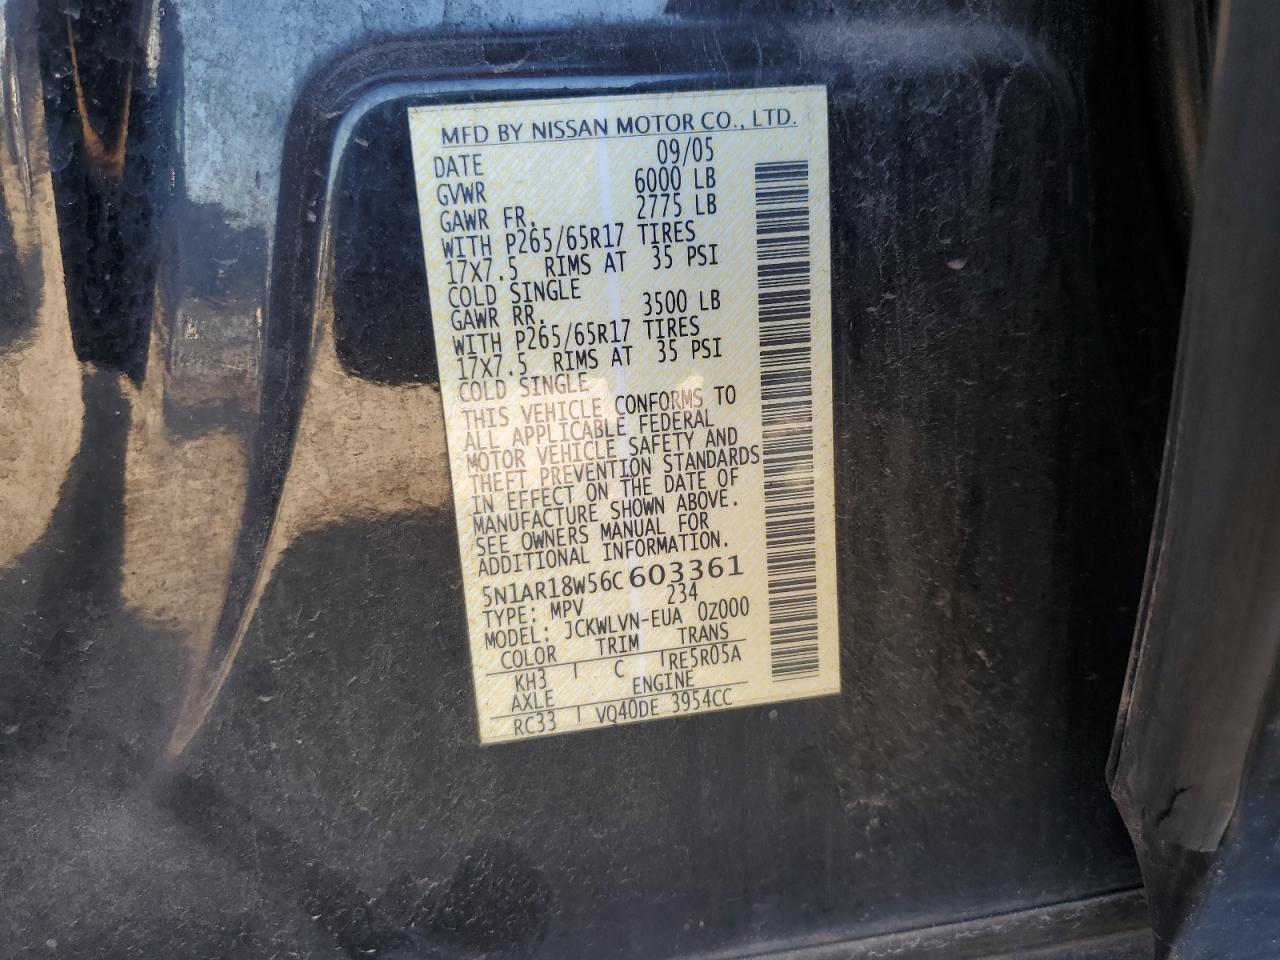 MFD BY NISSAN MOTOR CO., LTD.
DATE 09/05
GVWR 6000 LB
GAWR FR. 2775 LB
WITH P265/65R17 TIRES
17X7.5 RIMS AT 35 PSI
COLD SINGLE
GAWR RR. 3500 LB
WITH P265/65R17 TIRES
17X7.5 RIMS AT 35 PSI
COLD SINGLE
THIS VEHICLE CONFORMS TO
ALL APPLICABLE FEDERAL
MOTOR VEHICLE SAFETY AND
THEFT PREVENTION STANDARDS
IN EFFECT ON THE DATE OF
MANUFACTURE SHOWN ABOVE.
SEE OWNERS MANUAL FOR
ADDITIONAL INFORMATION.
5N1AR18W56C603361
TYPE: MPV 234
MODEL: JCKWLVN-EUA 0Z000
COLOR TRIM TRANS
KH3 C RE5R05A
AXLE ENGINE
RC33 VQ40DE 3954CC